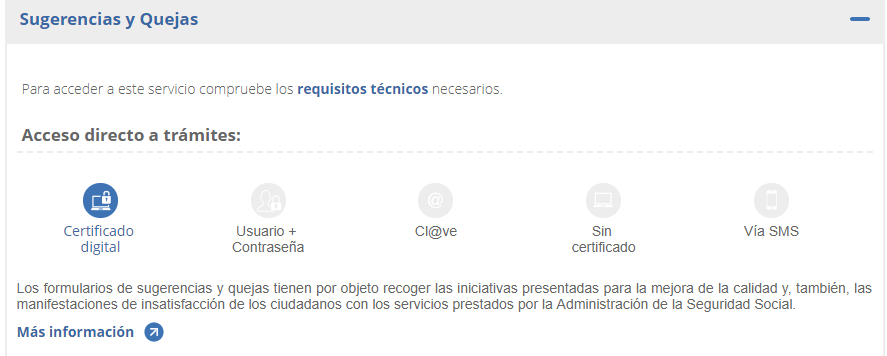 Sugerencias y Quejas
Para acceder a este servicio compruebe los requisitos técnicos necesarios.
Acceso directo a trámites:
Certificado
digital
Usuario +
Contraseña
Cl@ve
Sin
certificado
Vía SMS
Los formularios de sugerencias y quejas tienen por objeto recoger las iniciativas presentadas para la mejora de la calidad y, también, las
manifestaciones de insatisfacción de los ciudadanos con los servicios prestados por la Administración de la Seguridad Social.
Más información